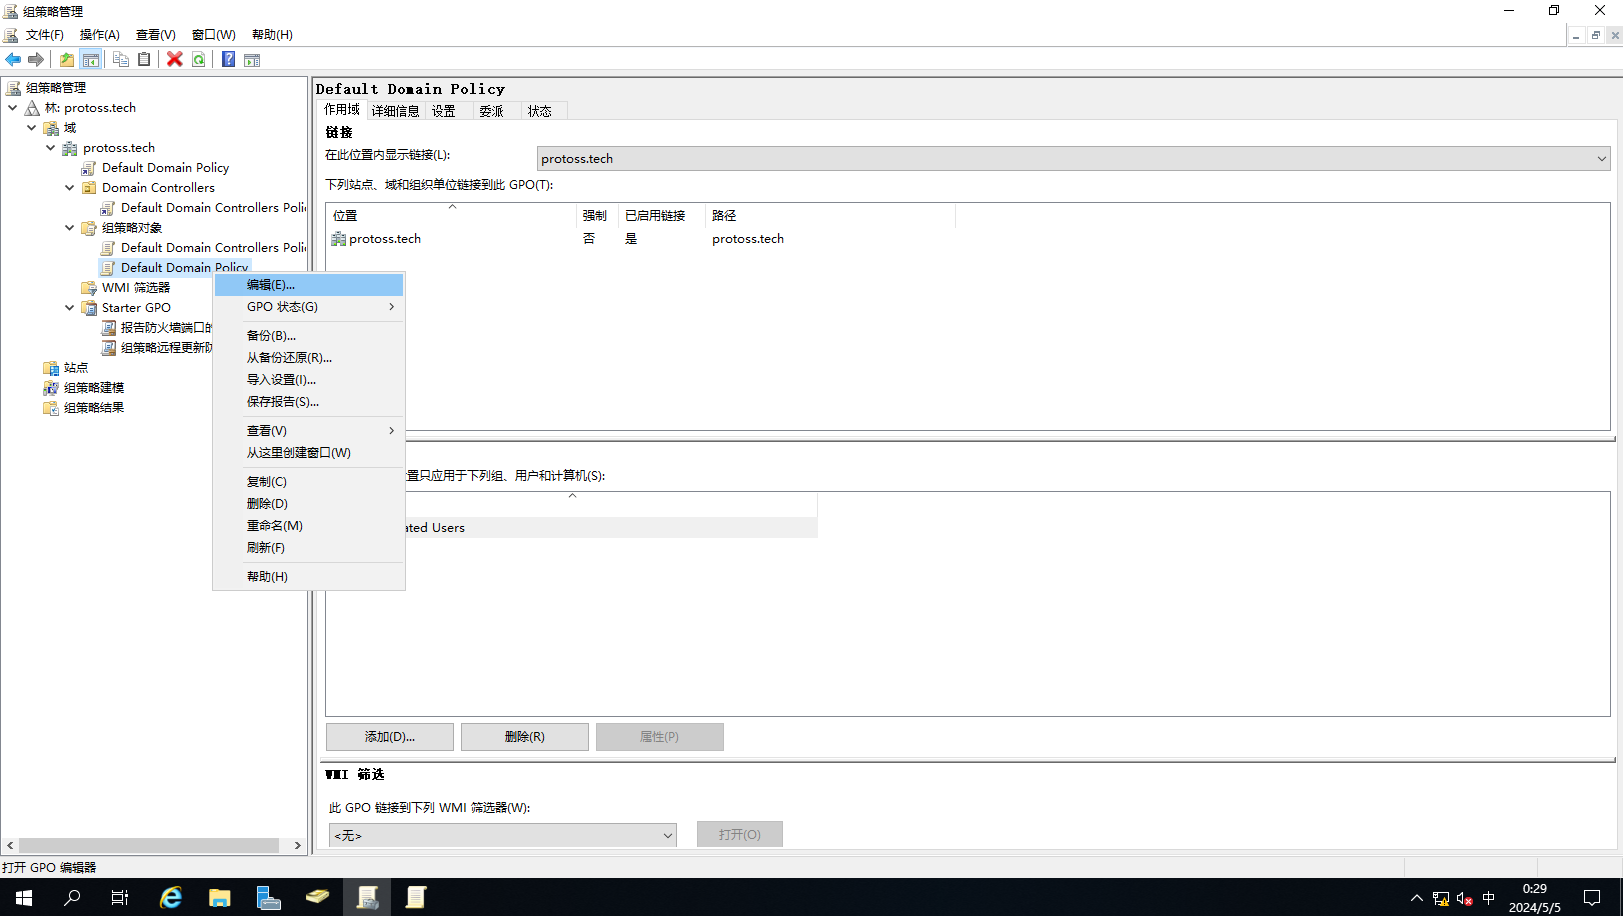 组策略管理
文件(F) 操作(A) 查看(V) 窗口(W) 帮助(H)
组策略管理
林: protoss.tech
域
protoss.tech
Default Domain Policy
Domain Controllers
Default Domain Controllers Poli
组策略对象
Default Domain Controllers Poli
Default Domain Policy
WMI 筛选器
Starter GPO
报告防火墙端口的
组策略远程更新防
站点
组策略建模
组策略结果
编辑(E)...
GPO 状态(G)
备份(B)...
从备份还原(R)...
导入设置(I)...
保存报告(S)...
查看(V)
从这里创建窗口(W)
复制(C)
删除(D)
重命名(M)
刷新(F)
帮助(H)
Default Domain Policy
作用域 详细信息 设置 委派 状态
链接
在此位置内显示链接(L): protoss.tech
下列站点、域和组织单位链接到此 GPO(T):
位置 强制 已启用链接 路径
protoss.tech 否 是 protoss.tech
置只应用于下列组、用户和计算机(S):
ated Users
添加(D)... 删除(R) 属性(P)
WMI 筛选
此 GPO 链接到下列 WMI 筛选器(W):
<无> 打开(O)
打开 GPO 编辑器
中
0:29
2024/5/5